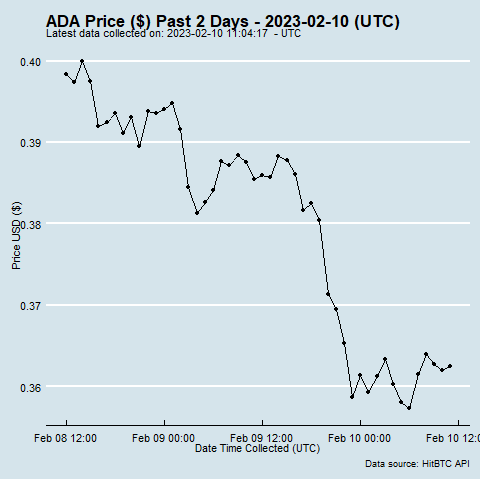 ADA Price ($) Past 2 Days - 2023-02-10 (UTC)
Latest data collected on: 2023-02-10 11:04:17 - UTC
0.40
0.39
0.38
0.37
0.36
Price USD ($)
Feb 08 12:00 Feb 09 00:00 Feb 09 12:00 Feb 10 00:00 Feb 10 12:00
Date Time Collected (UTC)
Data source: HitBTC API